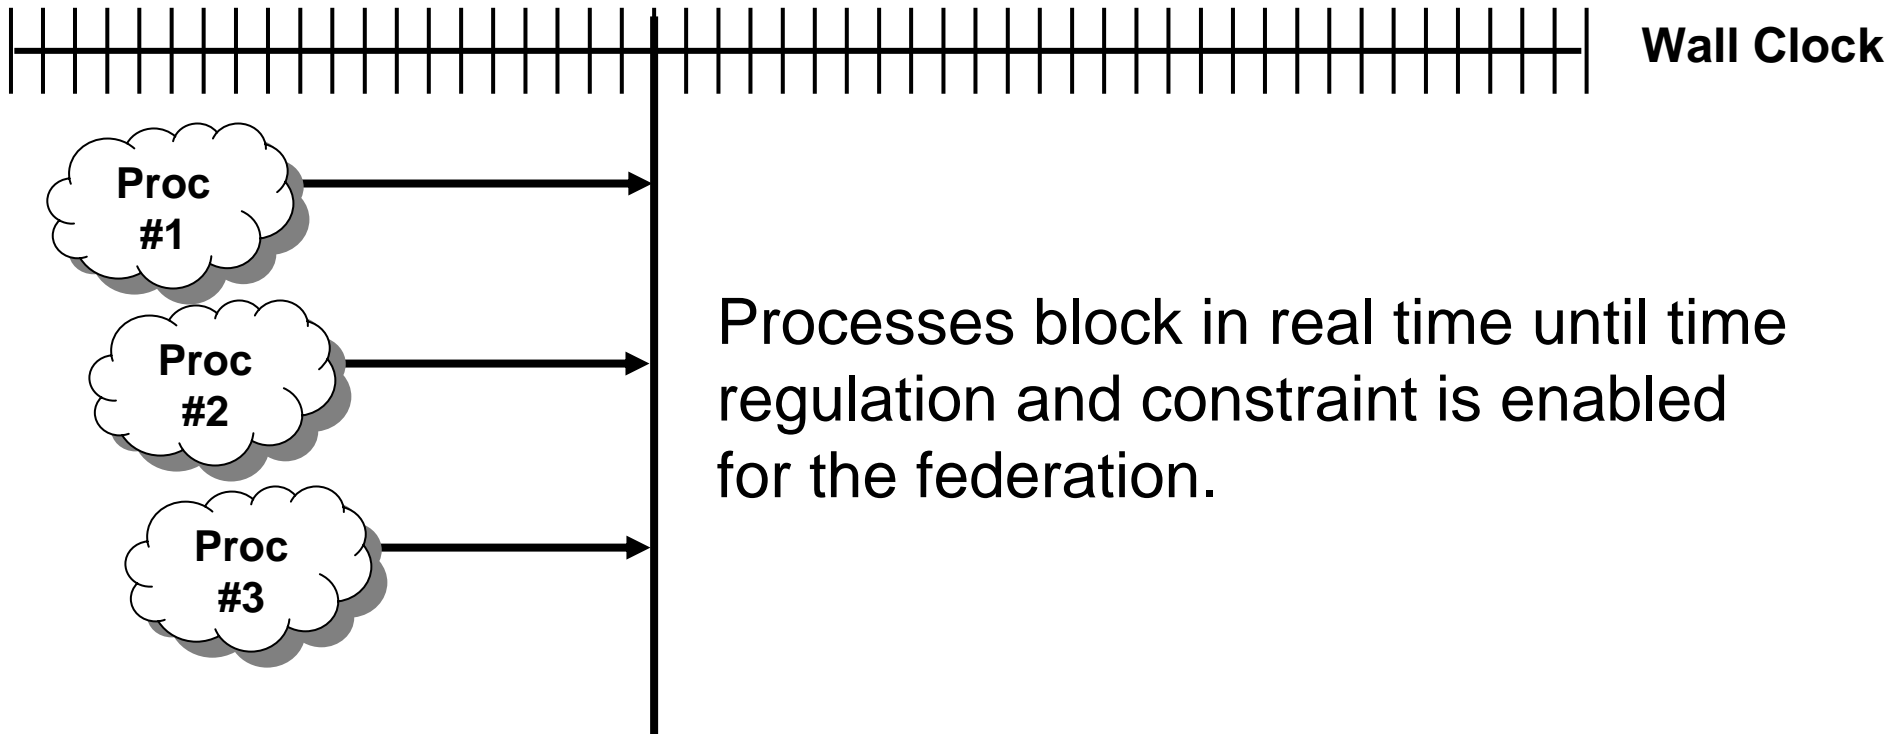 Wall Clock
Proc
#1
Proc
#2
Proc
#3
Processes block in real time until time
regulation and constraint is enabled
for the federation.